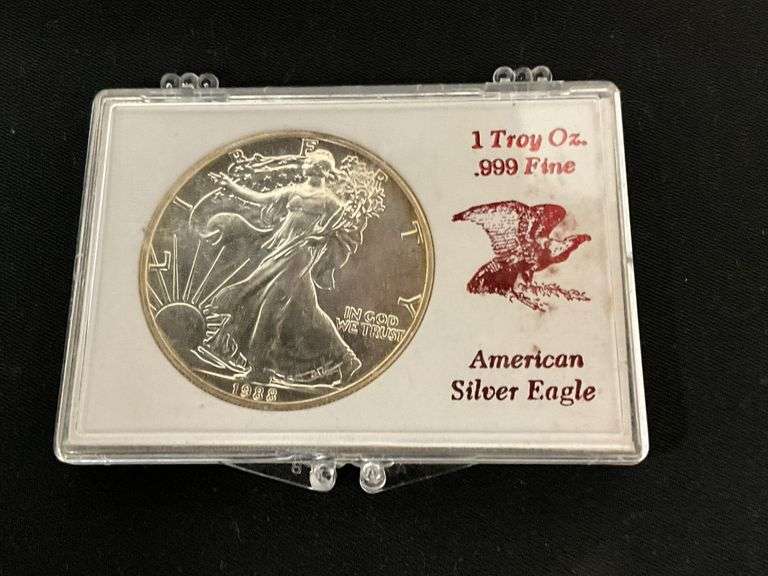 LIBERTY
IN GOD
WE TRUST
1988
1 Troy Oz.
.999 Fine
American
Silver Eagle